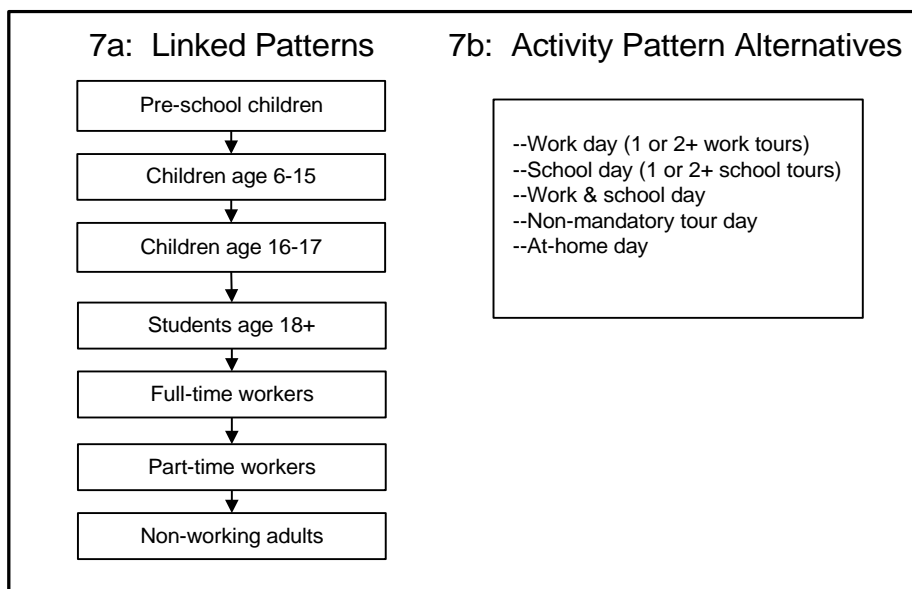 7a: Linked Patterns
Pre-school children
Children age 6-15
Children age 16-17
Students age 18+
Full-time workers
Part-time workers
Non-working adults
7b: Activity Pattern Alternatives
--Work day (1 or 2+ work tours)
--School day (1 or 2+ school tours)
--Work & school day
--Non-mandatory tour day
--At-home day